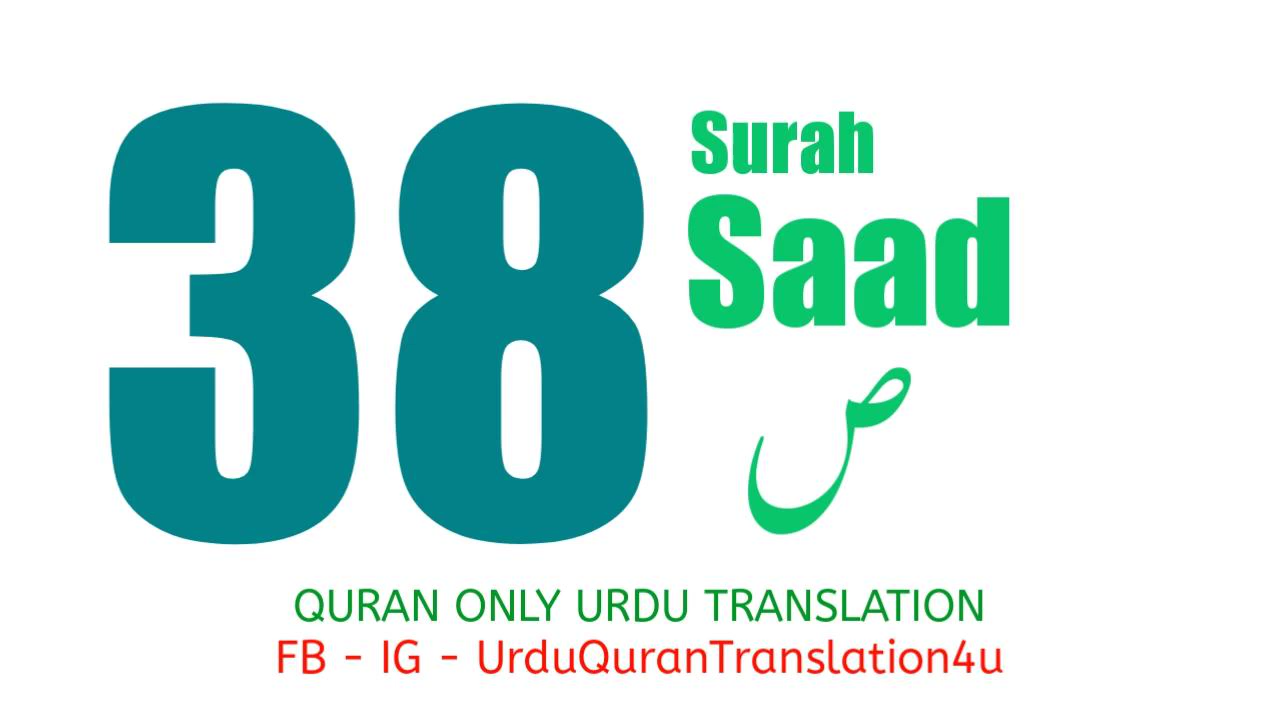 38
Surah
Saad
ص
QURAN ONLY URDU TRANSLATION
FB - IG - UrduQuranTranslation4u